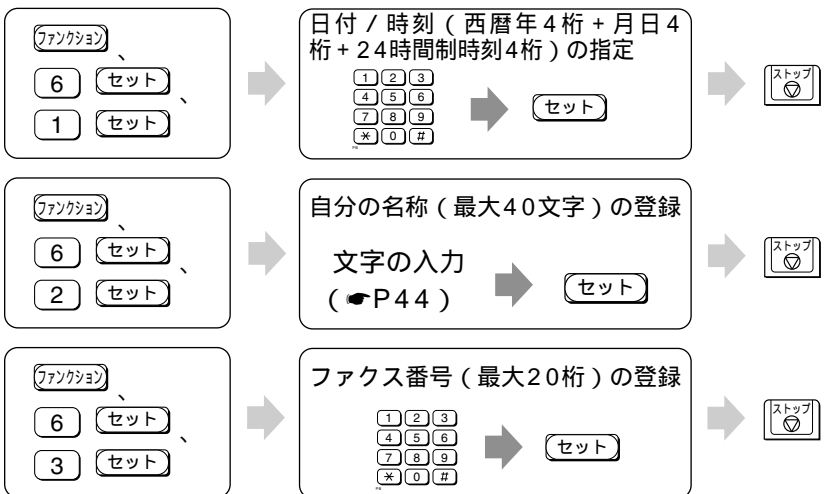 ファンクション、
6 セット、
1 セット
日付/時刻(西暦年4桁+月日4
桁+24時間制時刻4桁)の指定
1 2 3
4 5 6
7 8 9
* 0 #
セット
ストップ
ファンクション、
6 セット、
2 セット
自分の名称(最大40文字)の登録
文字の入力
(☛P44)
セット
ストップ
ファンクション、
6 セット、
3 セット
ファクス番号(最大20桁)の登録
1 2 3
4 5 6
7 8 9
* 0 #
セット
ストップ